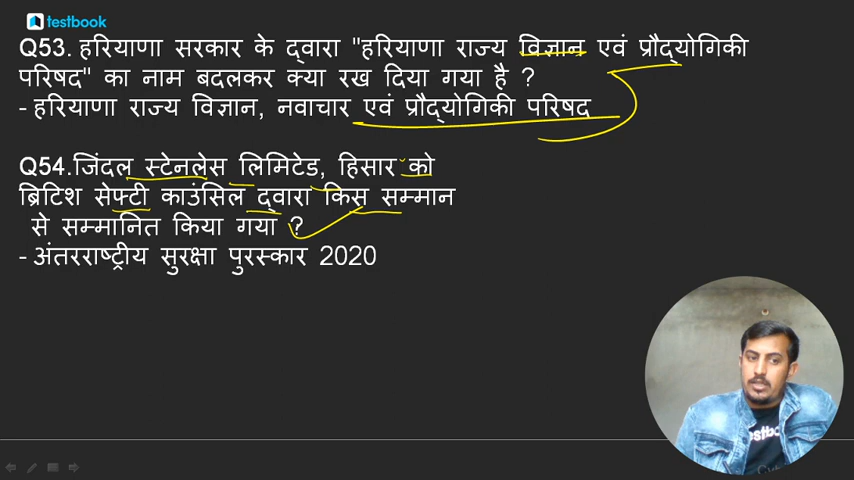 testbook
Q53. हरियाणा सरकार के द्वारा "हरियाणा राज्य विज्ञान एवं प्रौद्योगिकी
परिषद" का नाम बदलकर क्या रख दिया गया है ?
- हरियाणा राज्य विज्ञान, नवाचार एवं प्रौद्योगिकी परिषद
Q54.जिंदल स्टेनलेस लिमिटेड, हिसार को
ब्रिटिश सेफ्टी काउंसिल द्वारा किस सम्मान
से सम्मानित किया गया ?
- अंतरराष्ट्रीय सुरक्षा पुरस्कार 2020